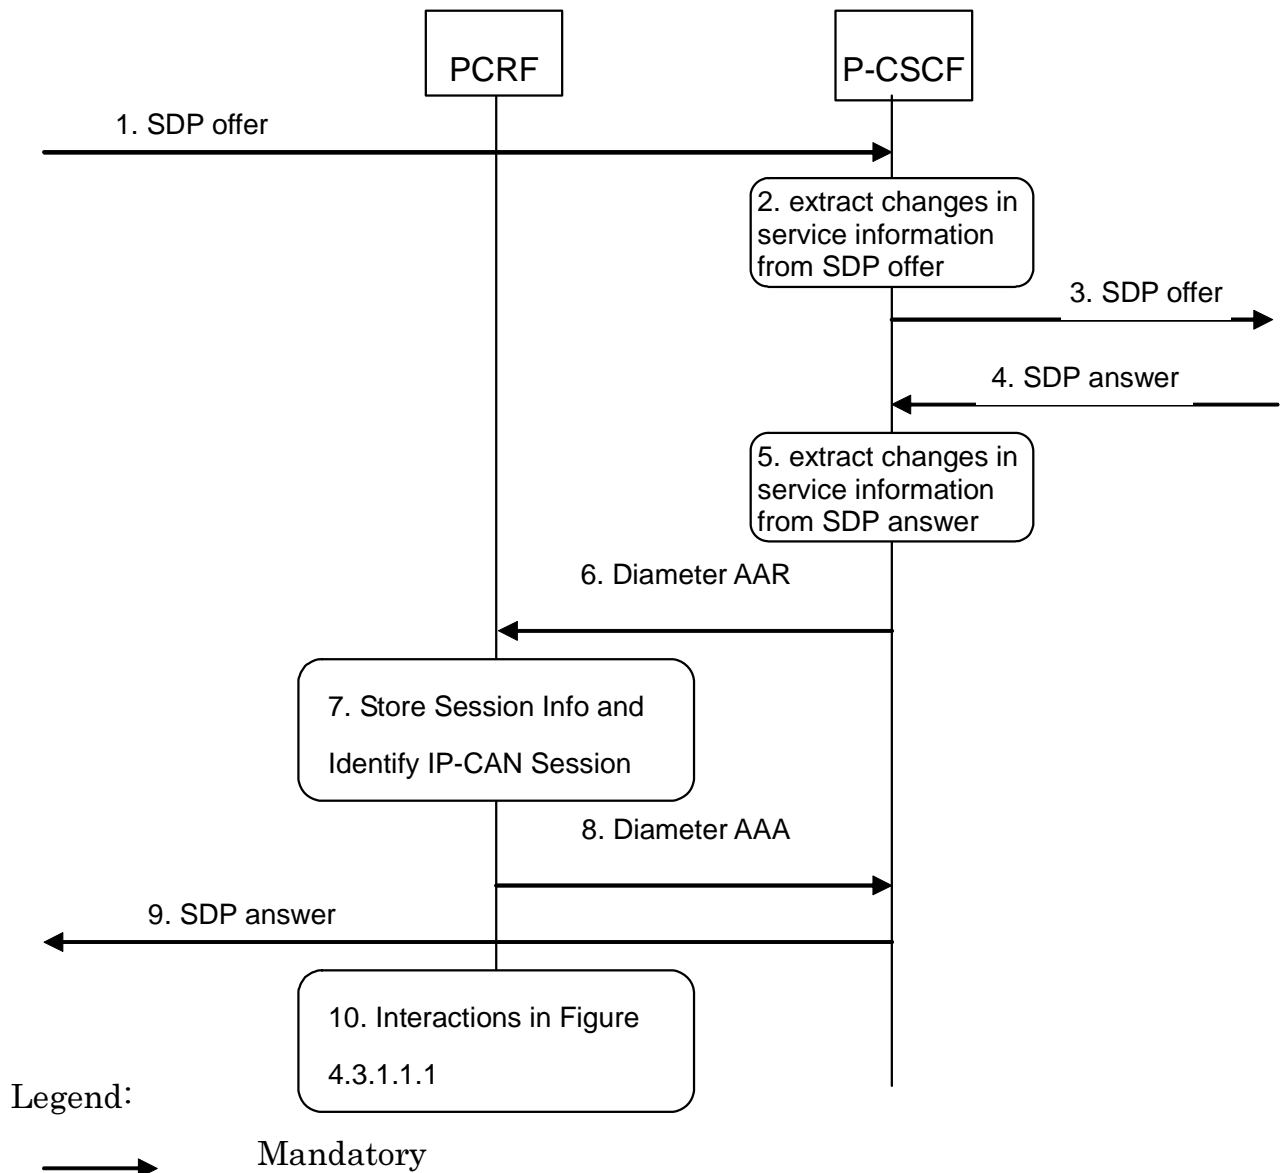 PCRF
P-CSCF
1. SDP offer
2. extract changes in
service information
from SDP offer
3. SDP offer
4. SDP answer
5. extract changes in
service information
from SDP answer
6. Diameter AAR
7. Store Session Info and
Identify IP-CAN Session
8. Diameter AAA
9. SDP answer
10. Interactions in Figure
4.3.1.1.1
Legend:
Mandatory